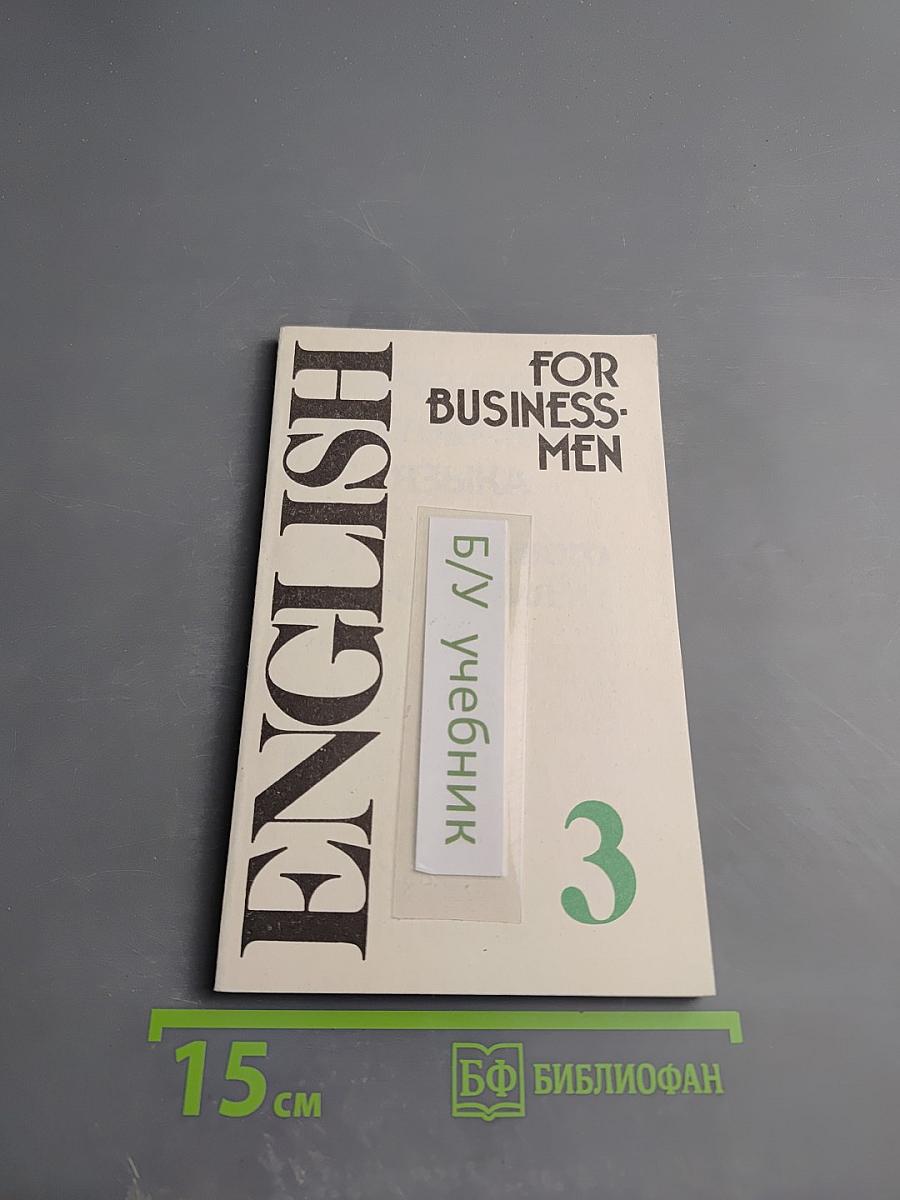 ENGLISH
FOR
BUSINESS-
MEN
Б/У учебник
3
15 см
БФ БИБЛИОФАН